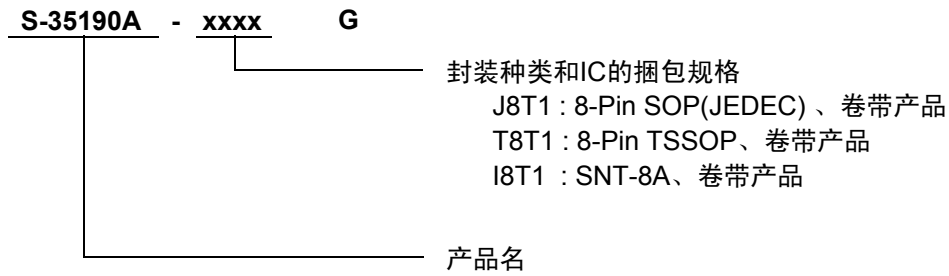 S-35190A - xxxx G
封装种类和IC的捆包规格
J8T1 : 8-Pin SOP(JEDEC) 、卷带产品
T8T1 : 8-Pin TSSOP、卷带产品
I8T1 : SNT-8A、卷带产品
产品名